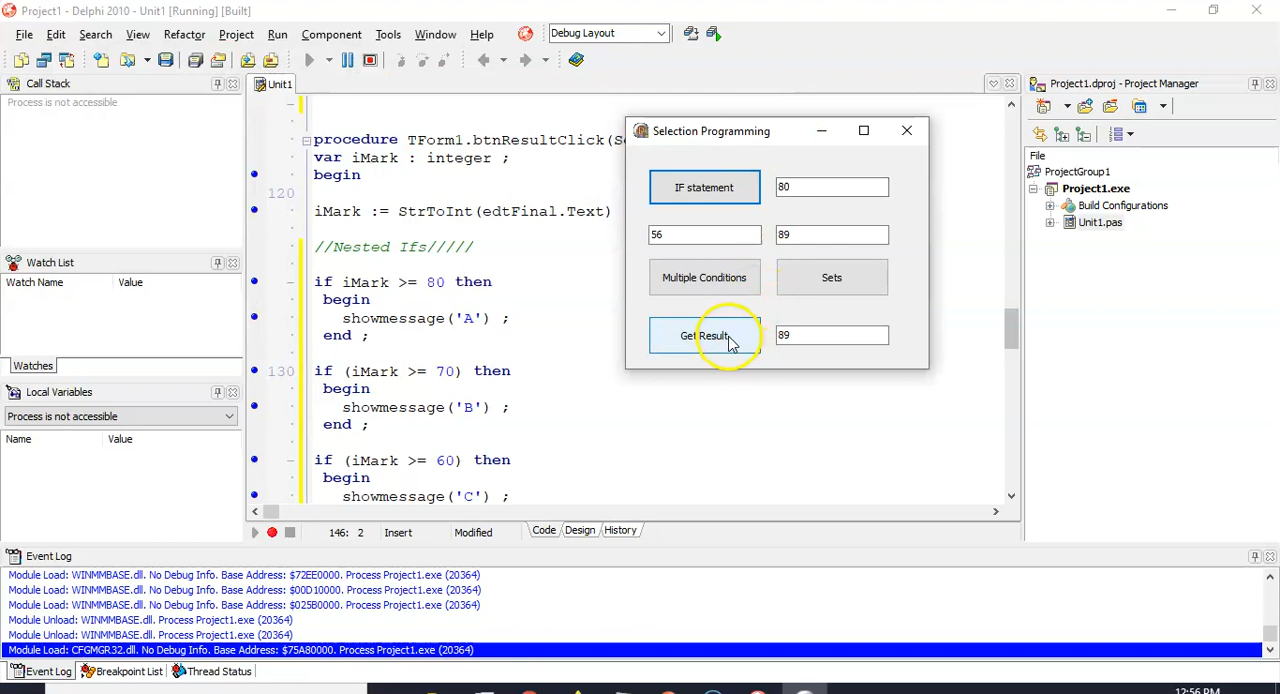 Project1 - Delphi 2010 - Unit1 [Running] [Built]
File Edit Search View Refactor Project Run Component Tools Window Help Debug Layout
Call Stack
Process is not accessible
Watch List
Watch Name Value
Watches
Local Variables
Process is not accessible
Name Value
Unit1
procedure TForm1.btnResultClick(S
var iMark : integer ;
begin
120
iMark := StrToInt(edtFinal.Text)
//Nested Ifs/////
if iMark >= 80 then
begin
showmessage('A') ;
end ;
130 if (iMark >= 70) then
begin
showmessage('B') ;
end ;
if (iMark >= 60) then
begin
showmessage('C') ;
146: 2 Insert Modified Code Design History
Selection Programming
IF statement 80
56 89
Multiple Conditions Sets
Get Result 89
Project1.dproj - Project Manager
File
ProjectGroup1
Project1.exe
Build Configurations
Unit1.pas
Event Log
Module Load: WINMMBASE.dll. No Debug Info. Base Address: $72EE0000. Process Project1.exe (20364)
Module Load: WINMMBASE.dll. No Debug Info. Base Address: $00D10000. Process Project1.exe (20364)
Module Load: WINMMBASE.dll. No Debug Info. Base Address: $025B0000. Process Project1.exe (20364)
Module Unload: WINMMBASE.dll. Process Project1.exe (20364)
Module Unload: WINMMBASE.dll. Process Project1.exe (20364)
Module Load: CFGMGR32.dll. No Debug Info. Base Address: $75A80000. Process Project1.exe (20364)
Event Log Breakpoint List Thread Status
12:56 PM